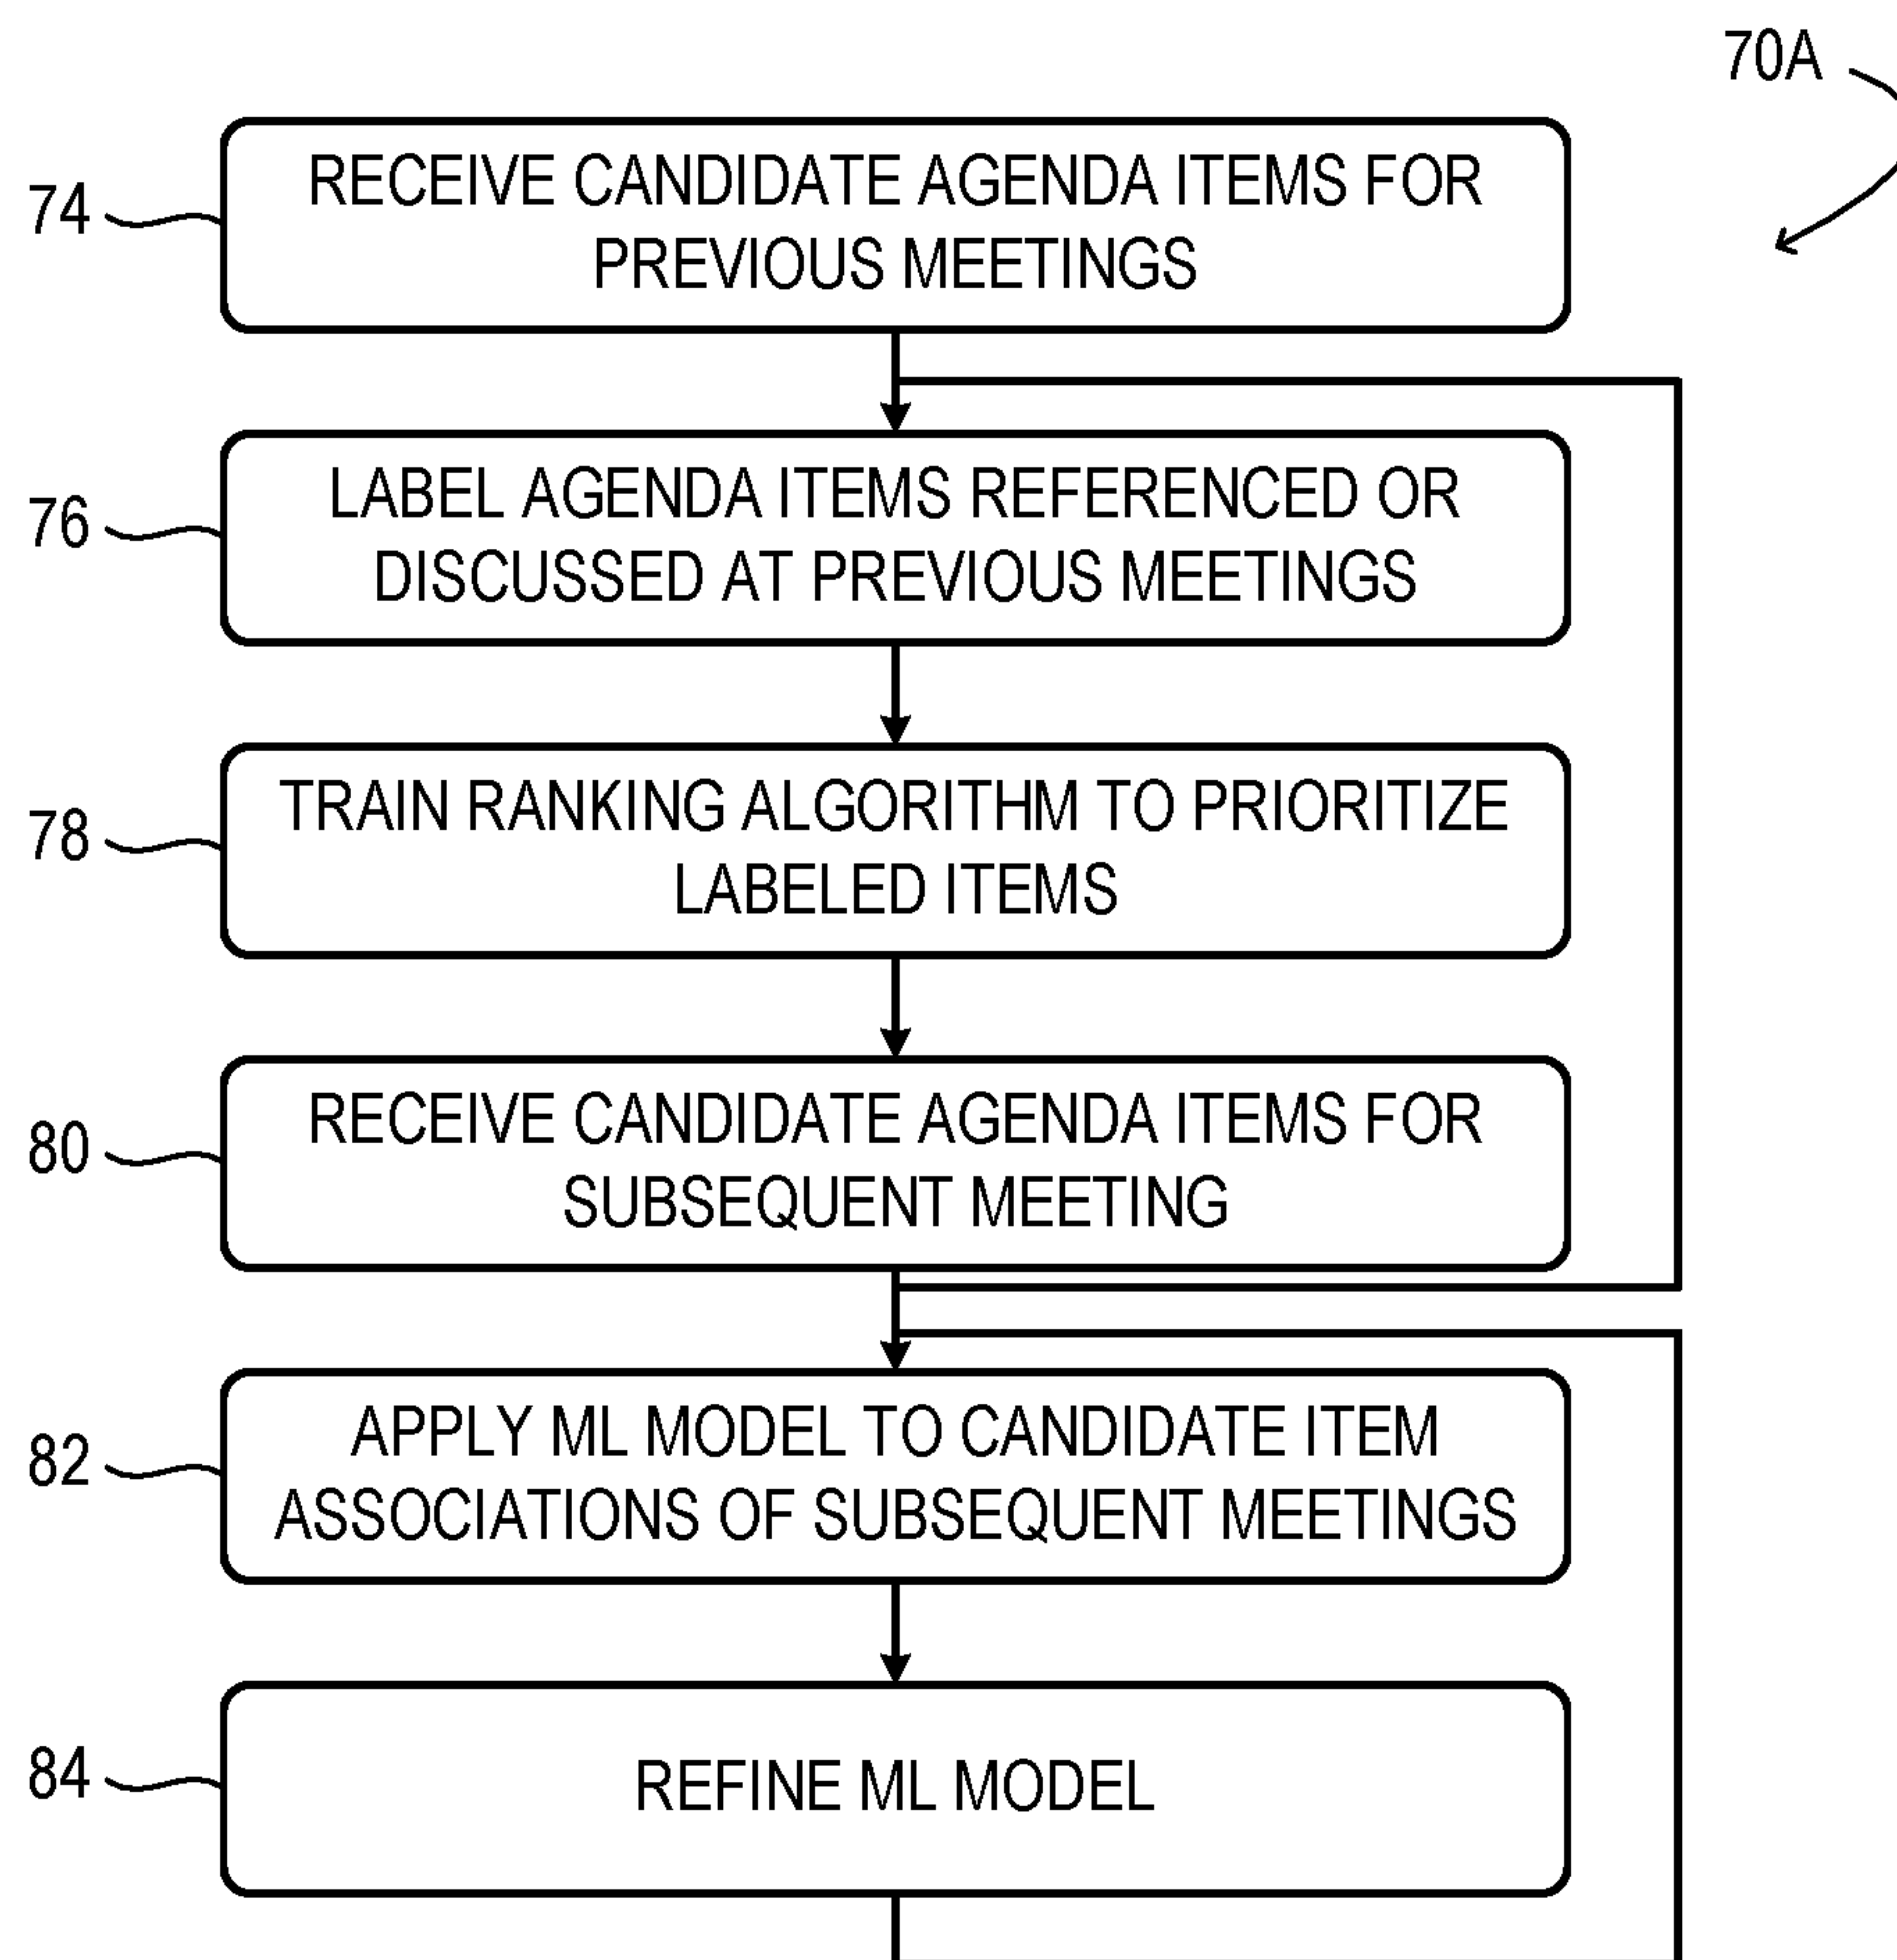 70A
74
RECEIVE CANDIDATE AGENDA ITEMS FOR
PREVIOUS MEETINGS
76
LABEL AGENDA ITEMS REFERENCED OR
DISCUSSED AT PREVIOUS MEETINGS
78
TRAIN RANKING ALGORITHM TO PRIORITIZE
LABELED ITEMS
80
RECEIVE CANDIDATE AGENDA ITEMS FOR
SUBSEQUENT MEETING
82
APPLY ML MODEL TO CANDIDATE ITEM
ASSOCIATIONS OF SUBSEQUENT MEETINGS
84
REFINE ML MODEL